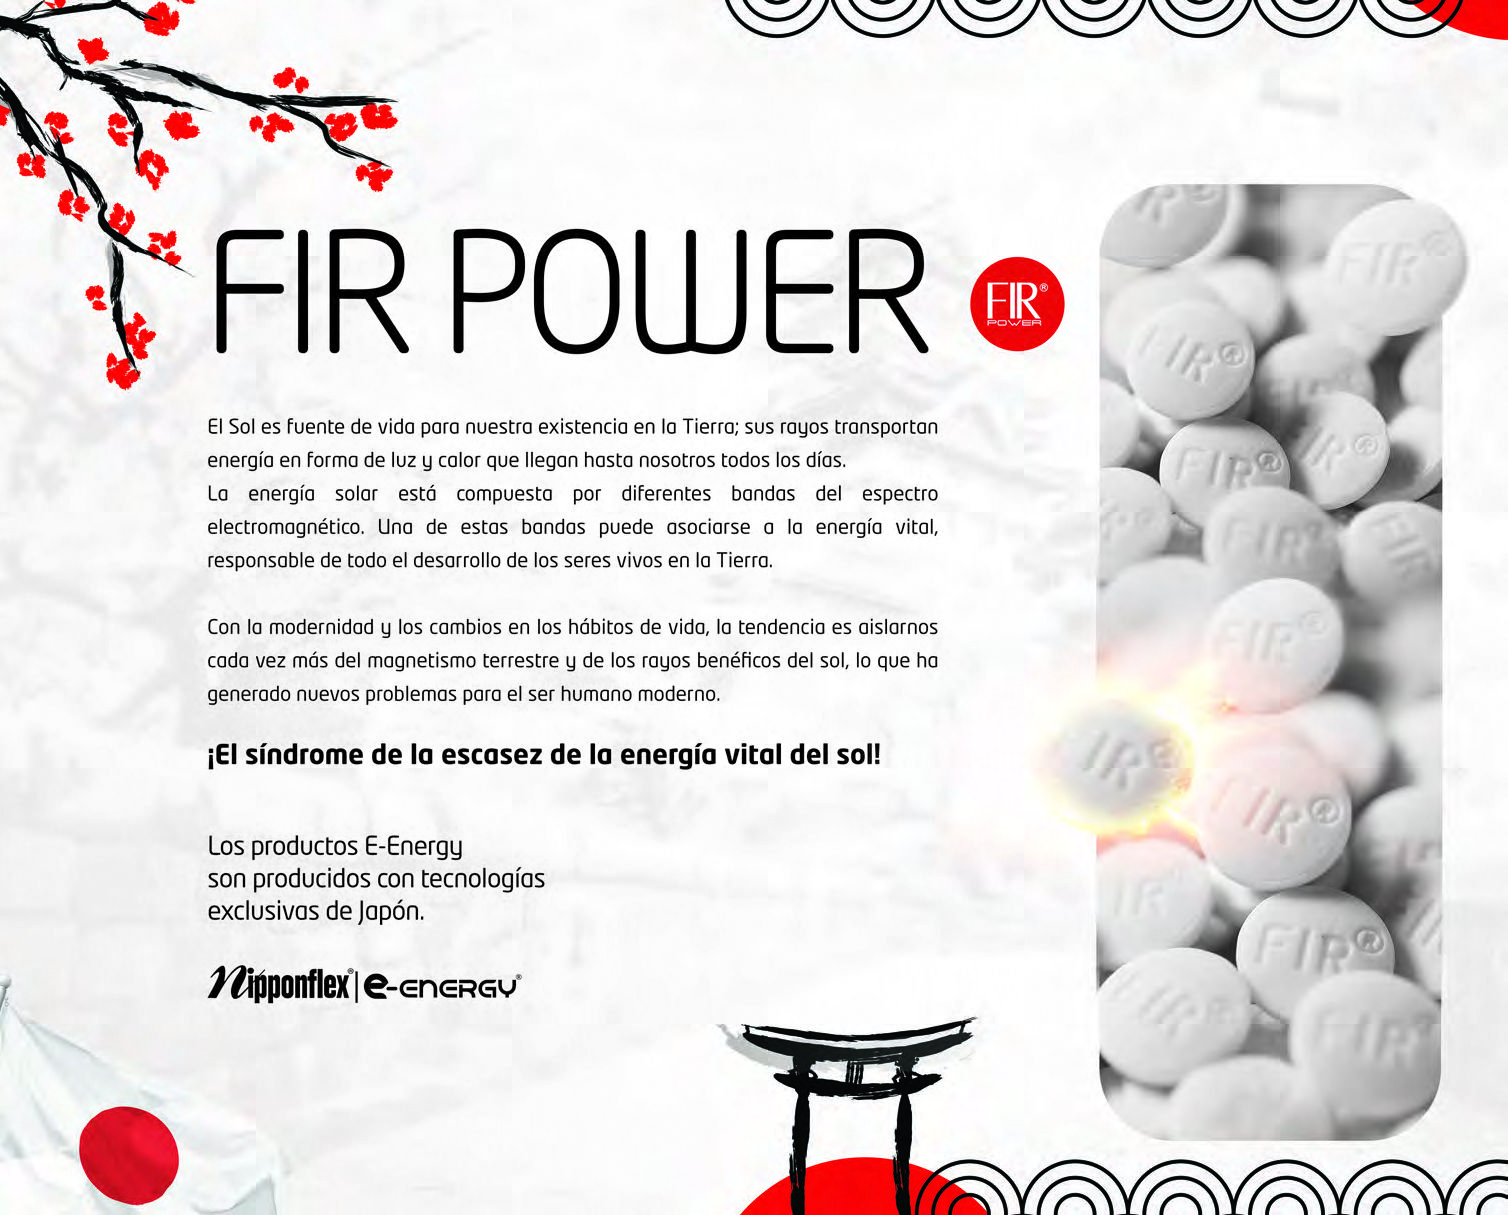 FIR POWER
FIR®
POWER
El Sol es fuente de vida para nuestra existencia en la Tierra; sus rayos transportan
energía en forma de luz y calor que llegan hasta nosotros todos los días.
La energía solar está compuesta por diferentes bandas del espectro
electromagnético. Una de estas bandas puede asociarse a la energía vital,
responsable de todo el desarrollo de los seres vivos en la Tierra.
Con la modernidad y los cambios en los hábitos de vida, la tendencia es aislarnos
cada vez más del magnetismo terrestre y de los rayos benéficos del sol, lo que ha
generado nuevos problemas para el ser humano moderno.
¡El síndrome de la escasez de la energía vital del sol!
Los productos E-Energy
son producidos con tecnologías
exclusivas de Japón.
Nipponflex® | e-ENERGY®
FIR®
FIR®
FIR®
FIR®
FIR®
FIR®
FIR®
FIR®
IR®
FIR®
IR
FIR®
FIR®